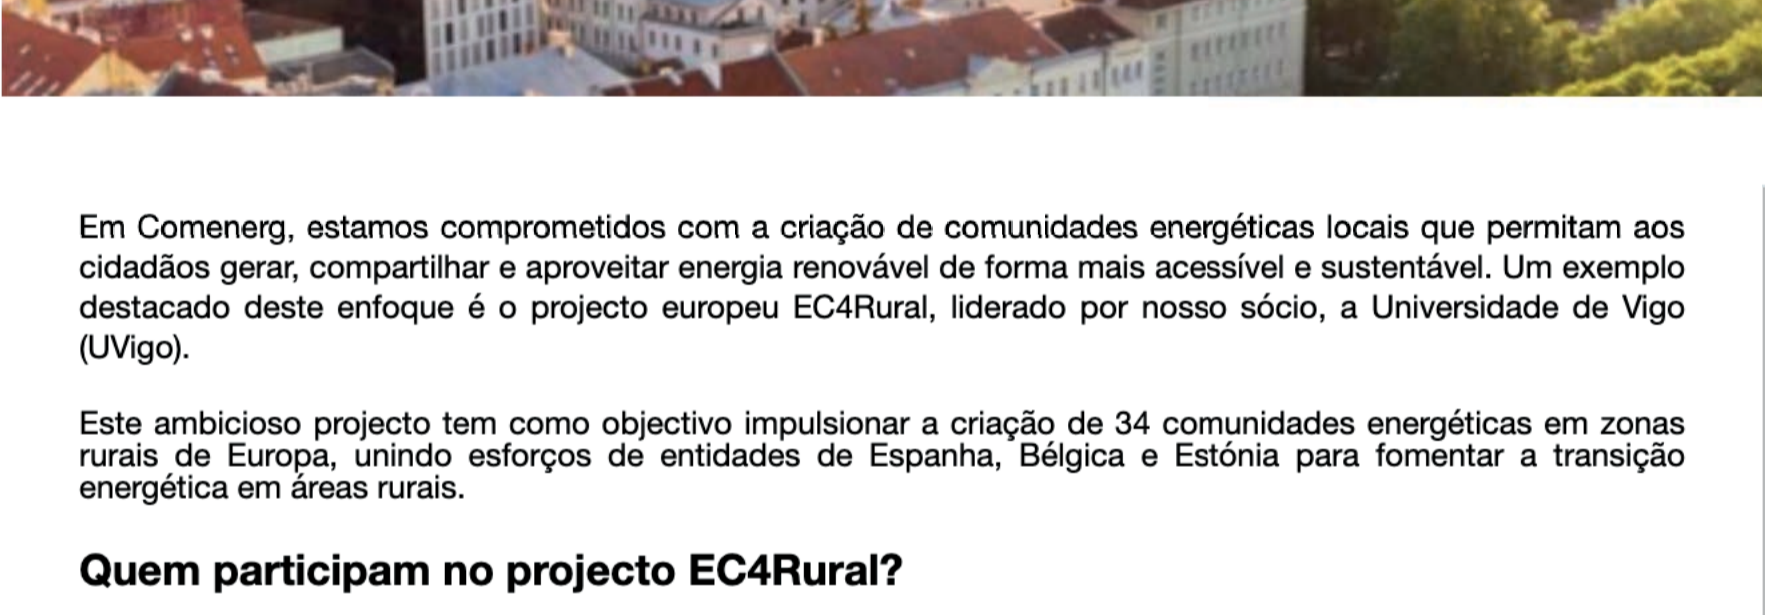 Em Comenerg, estamos comprometidos com a criação de comunidades energéticas locais que permitam aos
cidadãos gerar, compartilhar e aproveitar energia renovável de forma mais acessível e sustentável. Um exemplo
destacado deste enfoque é o projecto europeu EC4Rural, liderado por nosso sócio, a Universidade de Vigo
(UVigo).
Este ambicioso projecto tem como objectivo impulsionar a criação de 34 comunidades energéticas em zonas
rurais de Europa, unindo esforços de entidades de Espanha, Bélgica e Estónia para fomentar a transição
energética em áreas rurais.
Quem participam no projecto EC4Rural?